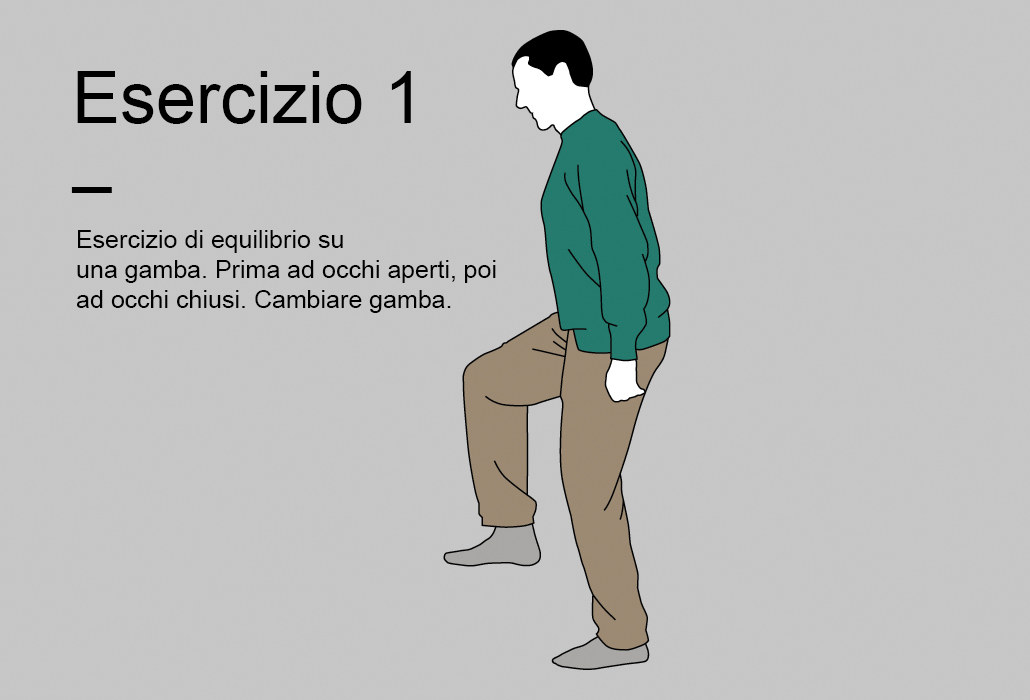 Esercizio 1
Esercizio di equilibrio su
una gamba. Prima ad occhi aperti, poi
ad occhi chiusi. Cambiare gamba.